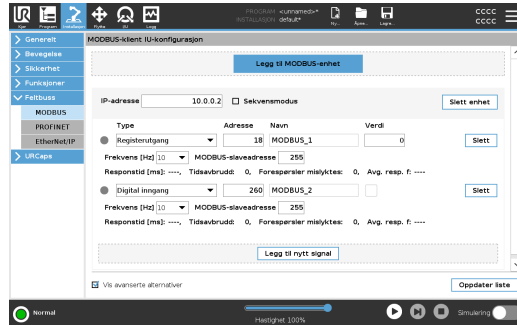 PROGRAM <unnamed>*
INSTALLASJON default*
CCCC
CCCC
Kjør Program Installasjon Flytte IU Logg Ny... Åpne... Lagre...
Generelt
Bevegelse
Sikkerhet
Funksjoner
Feltbuss
MODBUS
PROFINET
EtherNet/IP
URCaps
MODBUS-klient IU-konfigurasjon
Legg til MODBUS-enhet
IP-adresse 10.0.0.2 Sekvensmodus Slett enhet
Type Adresse Navn Verdi
Registerutgang 18 MODBUS_1 0 Slett
Frekvens [Hz] 10 MODBUS-slaveadresse 255
Responstid [ms]: ----, Tidsavbrudd: 0, Forespørsler mislyktes: 0, Avg. resp. f: ----
Digital inngang 260 MODBUS_2 Slett
Frekvens [Hz] 10 MODBUS-slaveadresse 255
Responstid [ms]: ----, Tidsavbrudd: 0, Forespørsler mislyktes: 0, Avg. resp. f: ----
Legg til nytt signal
Vis avanserte alternativer Oppdater liste
Normal Hastighet 100% Simulering